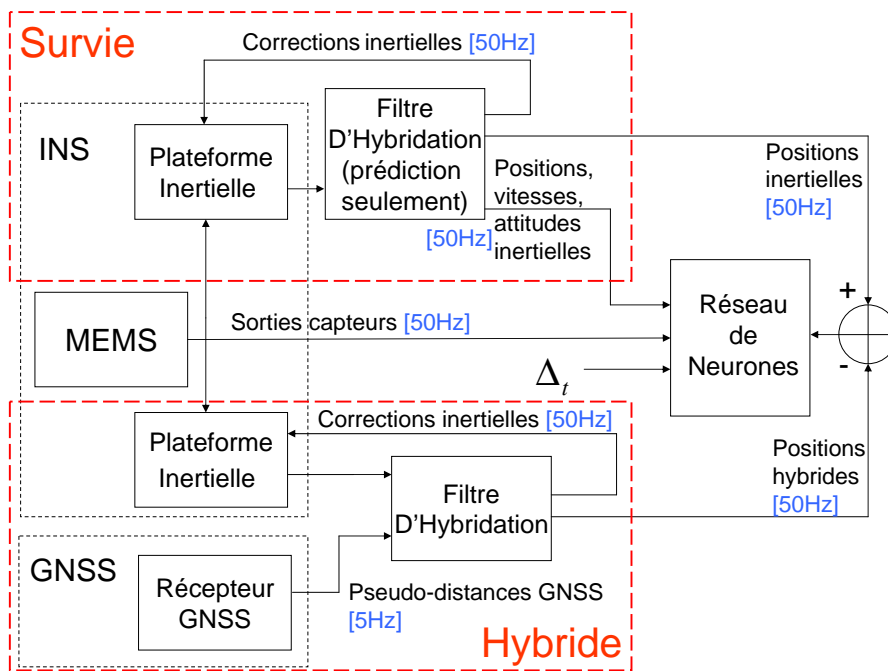 Survie
Corrections inertielles [50Hz]
INS
Plateforme
Inertielle
Filtre
D'Hybridation
(prédiction
seulement)
[50Hz]
Positions,
vitesses,
attitudes
inertielles
Positions
inertielles
[50Hz]
MEMS
Sorties capteurs [50Hz]
Δt
Réseau
de
Neurones
+
-
Plateforme
Inertielle
Corrections inertielles [50Hz]
Filtre
D'Hybridation
Positions
hybrides
[50Hz]
GNSS
Récepteur
GNSS
Pseudo-distances GNSS
[5Hz]
Hybride